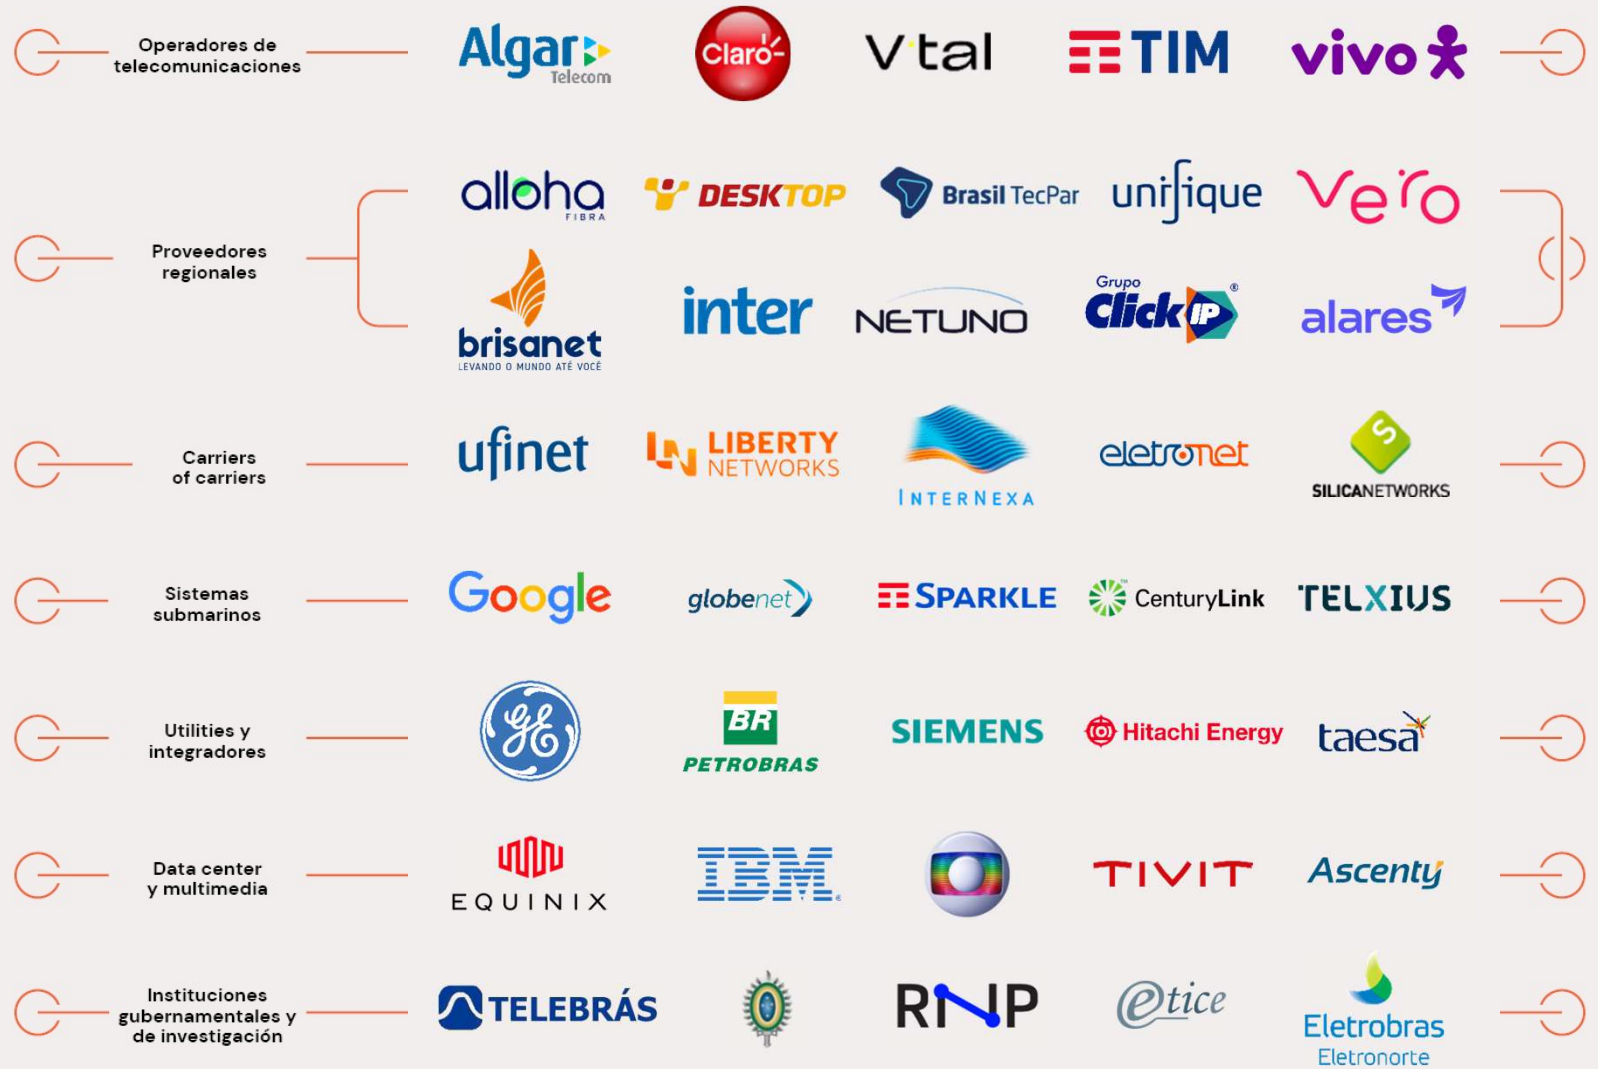 Operadores de
telecomunicaciones
Algar
Telecom
Claro
V·tal
TIM
vivo
Proveedores
regionales
alloha
FIBRA
DESKTOP
Brasil TecPar
unifique
vero
brisanet
LEVANDO O MUNDO ATÉ VOCÊ
inter
NETUNO
Grupo
Click IP ®
alares
Carriers
of carriers
ufinet
LN LIBERTY
NETWORKS
INTERNEXA
eletronet
S
SILICANETWORKS
Sistemas
submarinos
Google
globenet
SPARKLE
CenturyLink™
TELXIUS
Utilities y
integradores
GE
BR
PETROBRAS
SIEMENS
Hitachi Energy
taesa
Data center
y multimedia
EQUINIX
IBM®
TIVIT
Ascenty
Instituciones
gubernamentales y
de investigación
TELEBRÁS
RNP
etice
Eletrobras
Eletronorte